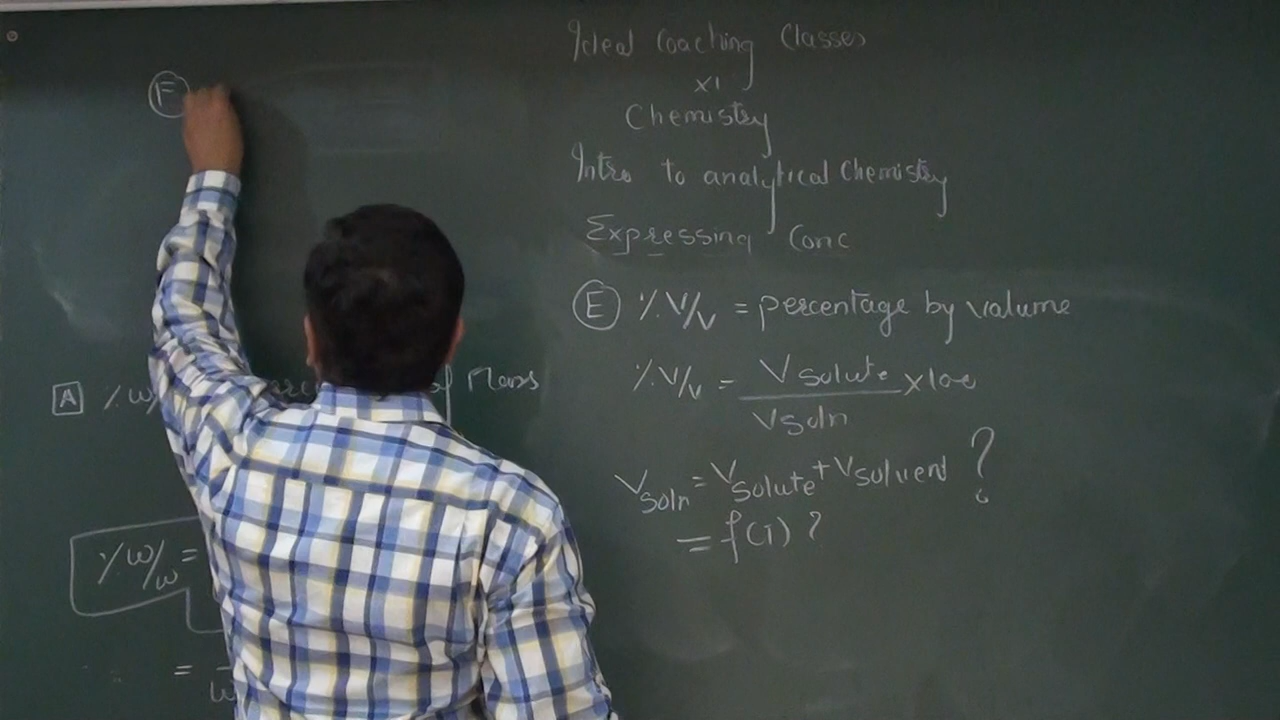 Ideal Coaching Classes
XI
Chemistry
Intro to analytical Chemistry
Expressing Conc
(E) % V/V = percentage by volume
% V/V = V solute / V soln x 100
V soln = V solute + V solvent ?
= f(T) ?
(F)
[A] % W/ of Mass
% W/W =
= W